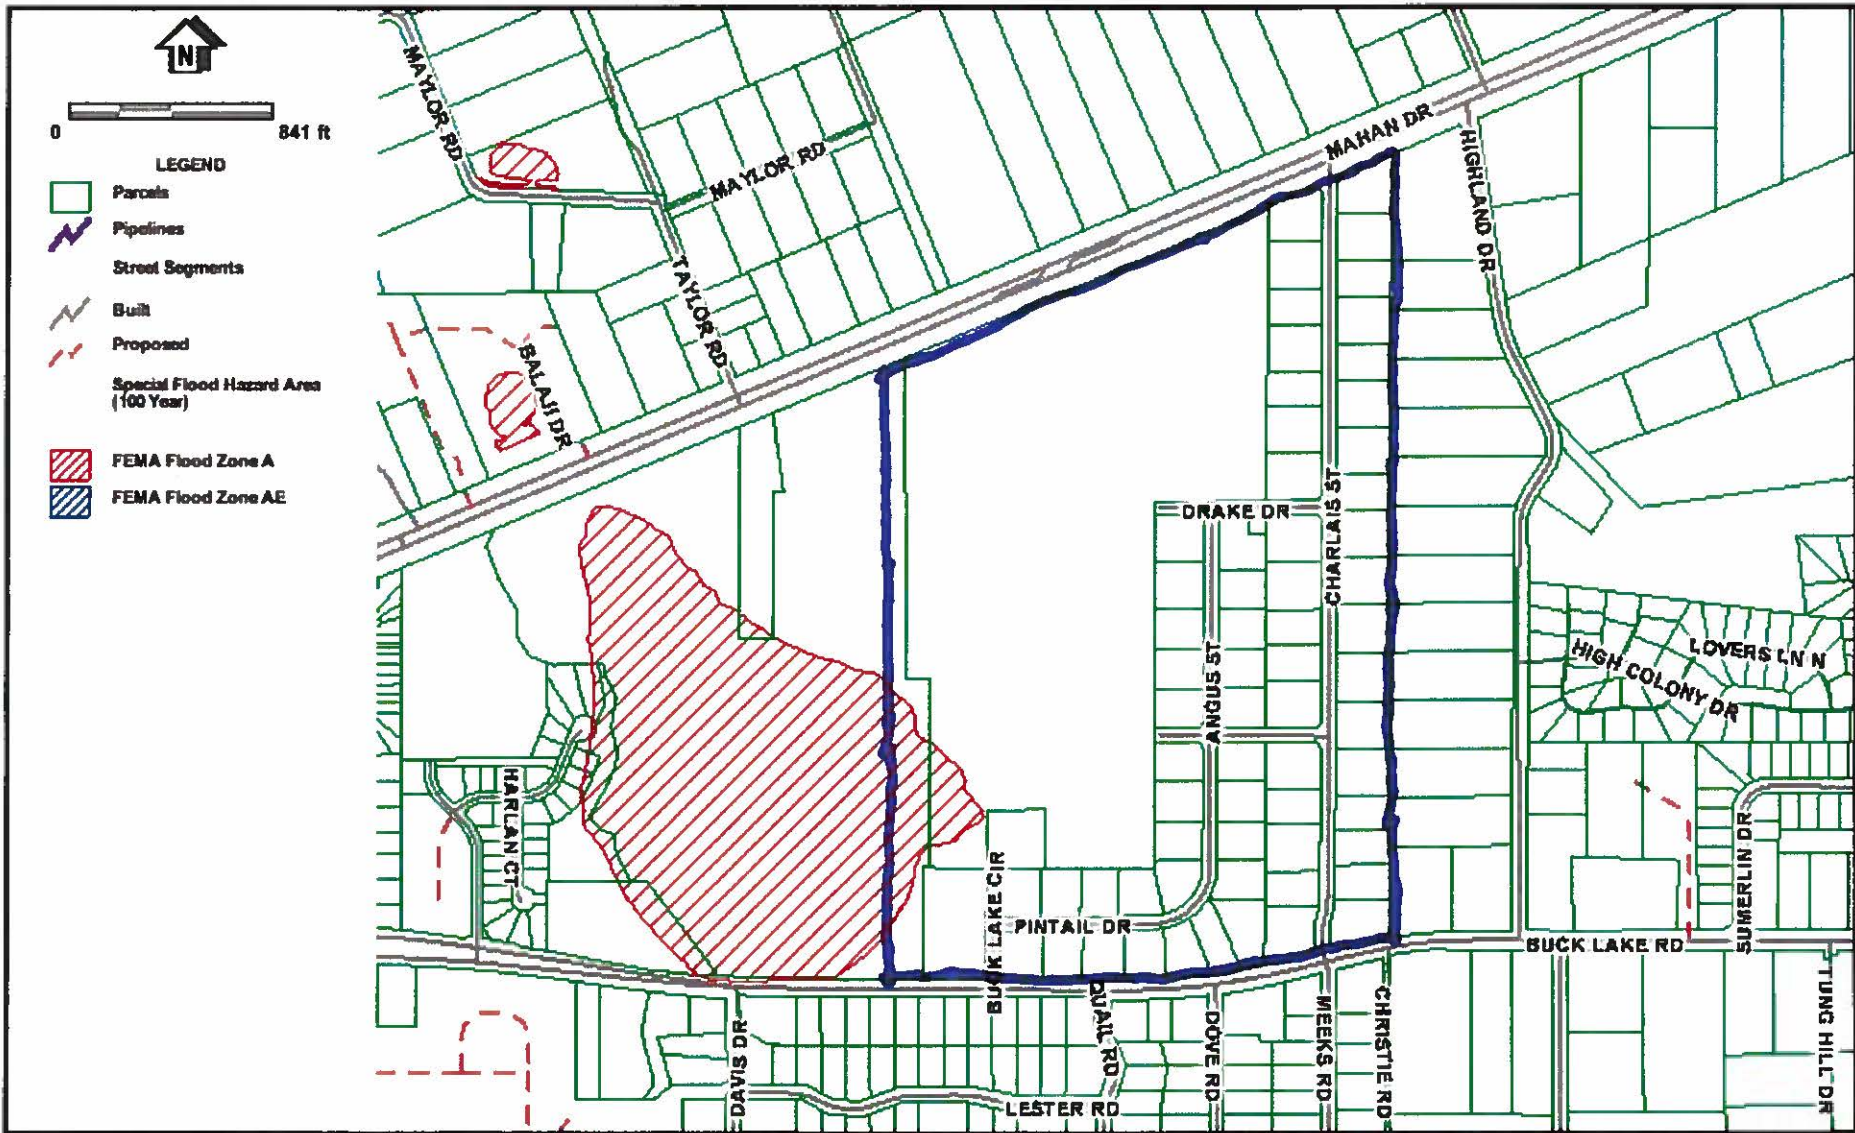 N
0 841 ft
LEGEND
Parcels
Pipelines
Street Segments
Built
Proposed
Special Flood Hazard Area
(100 Year)
FEMA Flood Zone A
FEMA Flood Zone AE
MAYLOR RD
MAYLOR RD
TAYLOR RD
BALAJI DR
MAHAN DR
HIGHLAND DR
DRAKE DR
CHARLAIS ST
ANGUS ST
HIGH COLONY DR
LOVERS LN N
HARLAN CT
BUCK LAKE CIR
PINTAIL DR
BUCK LAKE RD
SUMERLIN DR
DAVIS DR
QUAIL RD
DOVE RD
MEEKS RD
CHRISTIE RD
TUNG HILL DR
LESTER RD